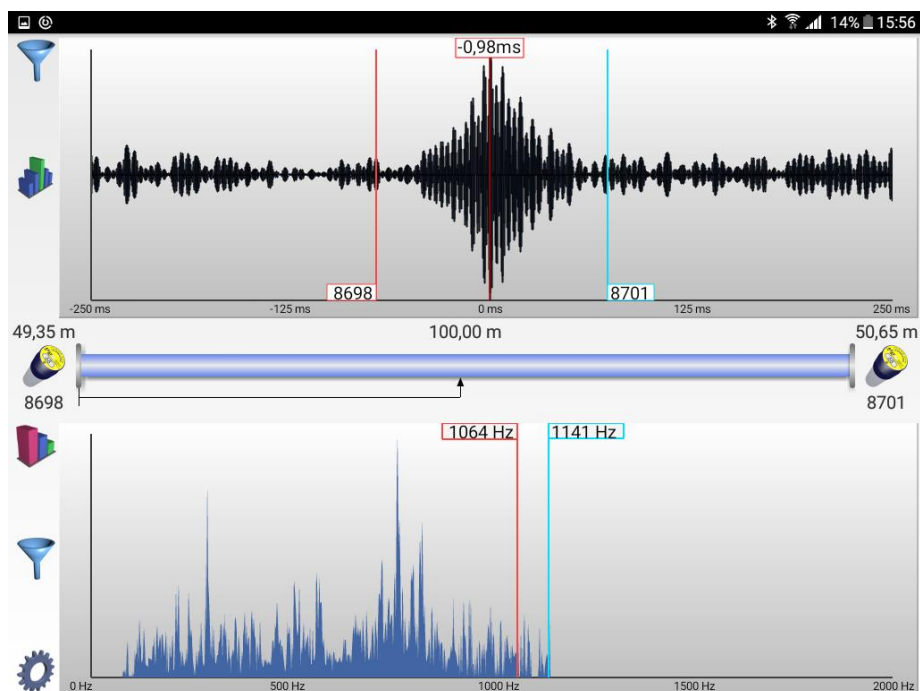 14% 15:56
-0,98ms
8698 8701
-250 ms -125 ms 0 ms 125 ms 250 ms
49,35 m 100,00 m 50,65 m
8698 8701
1064 Hz 1141 Hz
0 Hz 500 Hz 1000 Hz 1500 Hz 2000 Hz